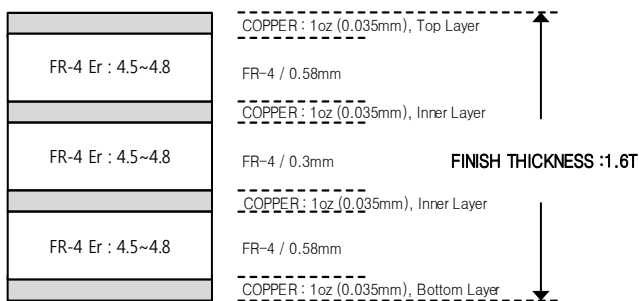 COPPER : 1oz (0.035mm), Top Layer
FR-4 Er : 4.5~4.8
FR-4 / 0.58mm
COPPER : 1oz (0.035mm), Inner Layer
FR-4 Er : 4.5~4.8
FR-4 / 0.3mm
FINISH THICKNESS :1.6T
COPPER : 1oz (0.035mm), Inner Layer
FR-4 Er : 4.5~4.8
FR-4 / 0.58mm
COPPER : 1oz (0.035mm), Bottom Layer